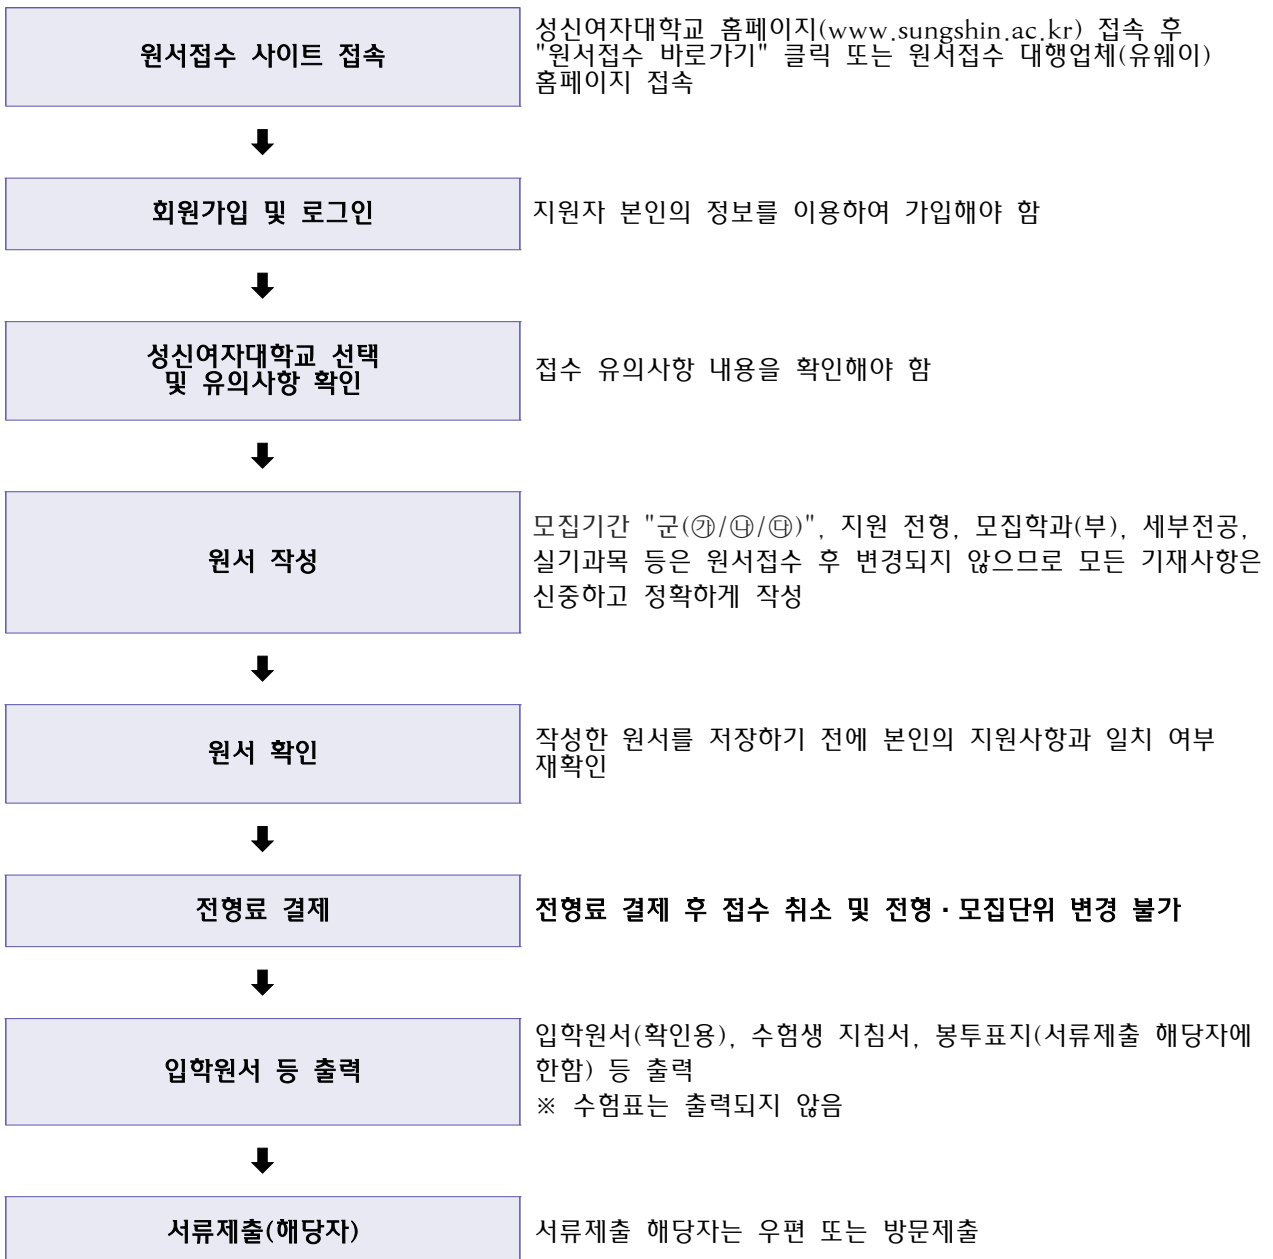 원서접수 사이트 접속
성신여자대학교 홈페이지(www.sungshin.ac.kr) 접속 후
"원서접수 바로가기" 클릭 또는 원서접수 대행업체(유웨이)
홈페이지 접속
회원가입 및 로그인
지원자 본인의 정보를 이용하여 가입해야 함
성신여자대학교 선택
및 유의사항 확인
접수 유의사항 내용을 확인해야 함
원서 작성
모집기간 "군(㉮/㉯/㉰)", 지원 전형, 모집학과(부), 세부전공,
실기과목 등은 원서접수 후 변경되지 않으므로 모든 기재사항은
신중하고 정확하게 작성
원서 확인
작성한 원서를 저장하기 전에 본인의 지원사항과 일치 여부
재확인
전형료 결제
전형료 결제 후 접수 취소 및 전형·모집단위 변경 불가
입학원서 등 출력
입학원서(확인용), 수험생 지침서, 봉투표지(서류제출 해당자에
한함) 등 출력
※ 수험표는 출력되지 않음
서류제출(해당자)
서류제출 해당자는 우편 또는 방문제출